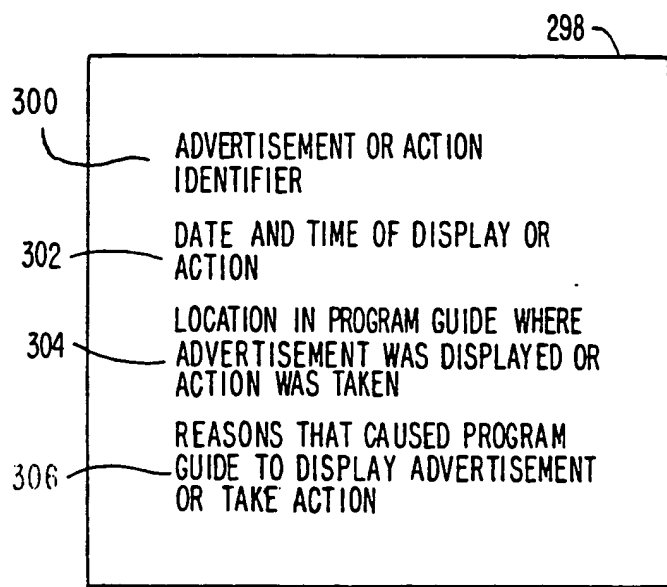 298
300
ADVERTISEMENT OR ACTION
IDENTIFIER
302
DATE AND TIME OF DISPLAY OR
ACTION
304
LOCATION IN PROGRAM GUIDE WHERE
ADVERTISEMENT WAS DISPLAYED OR
ACTION WAS TAKEN
306
REASONS THAT CAUSED PROGRAM
GUIDE TO DISPLAY ADVERTISEMENT
OR TAKE ACTION